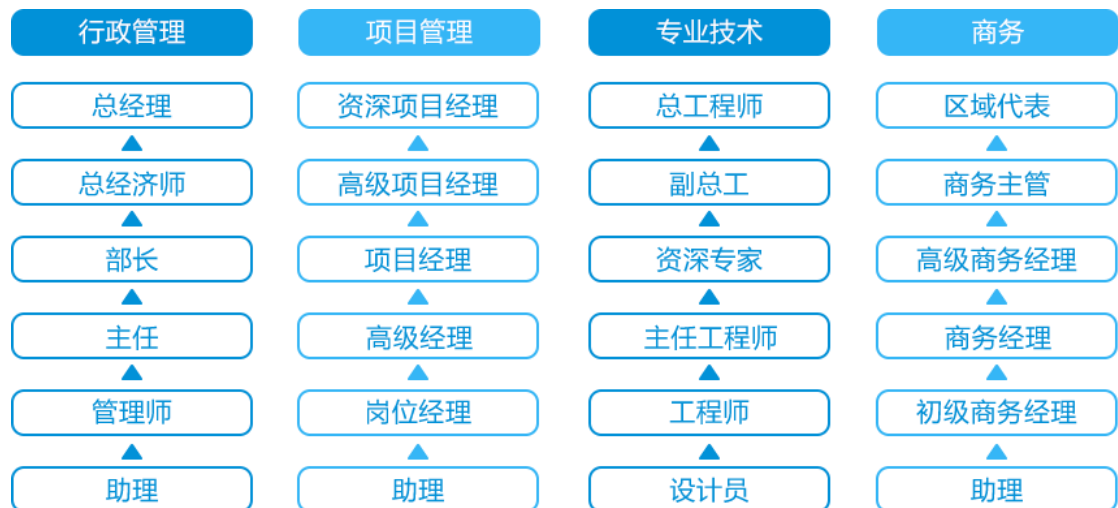 行政管理 项目管理 专业技术 商务
总经理 资深项目经理 总工程师 区域代表
总经济师 高级项目经理 副总工 商务主管
部长 项目经理 资深专家 高级商务经理
主任 高级经理 主任工程师 商务经理
管理师 岗位经理 工程师 初级商务经理
助理 助理 设计员 助理